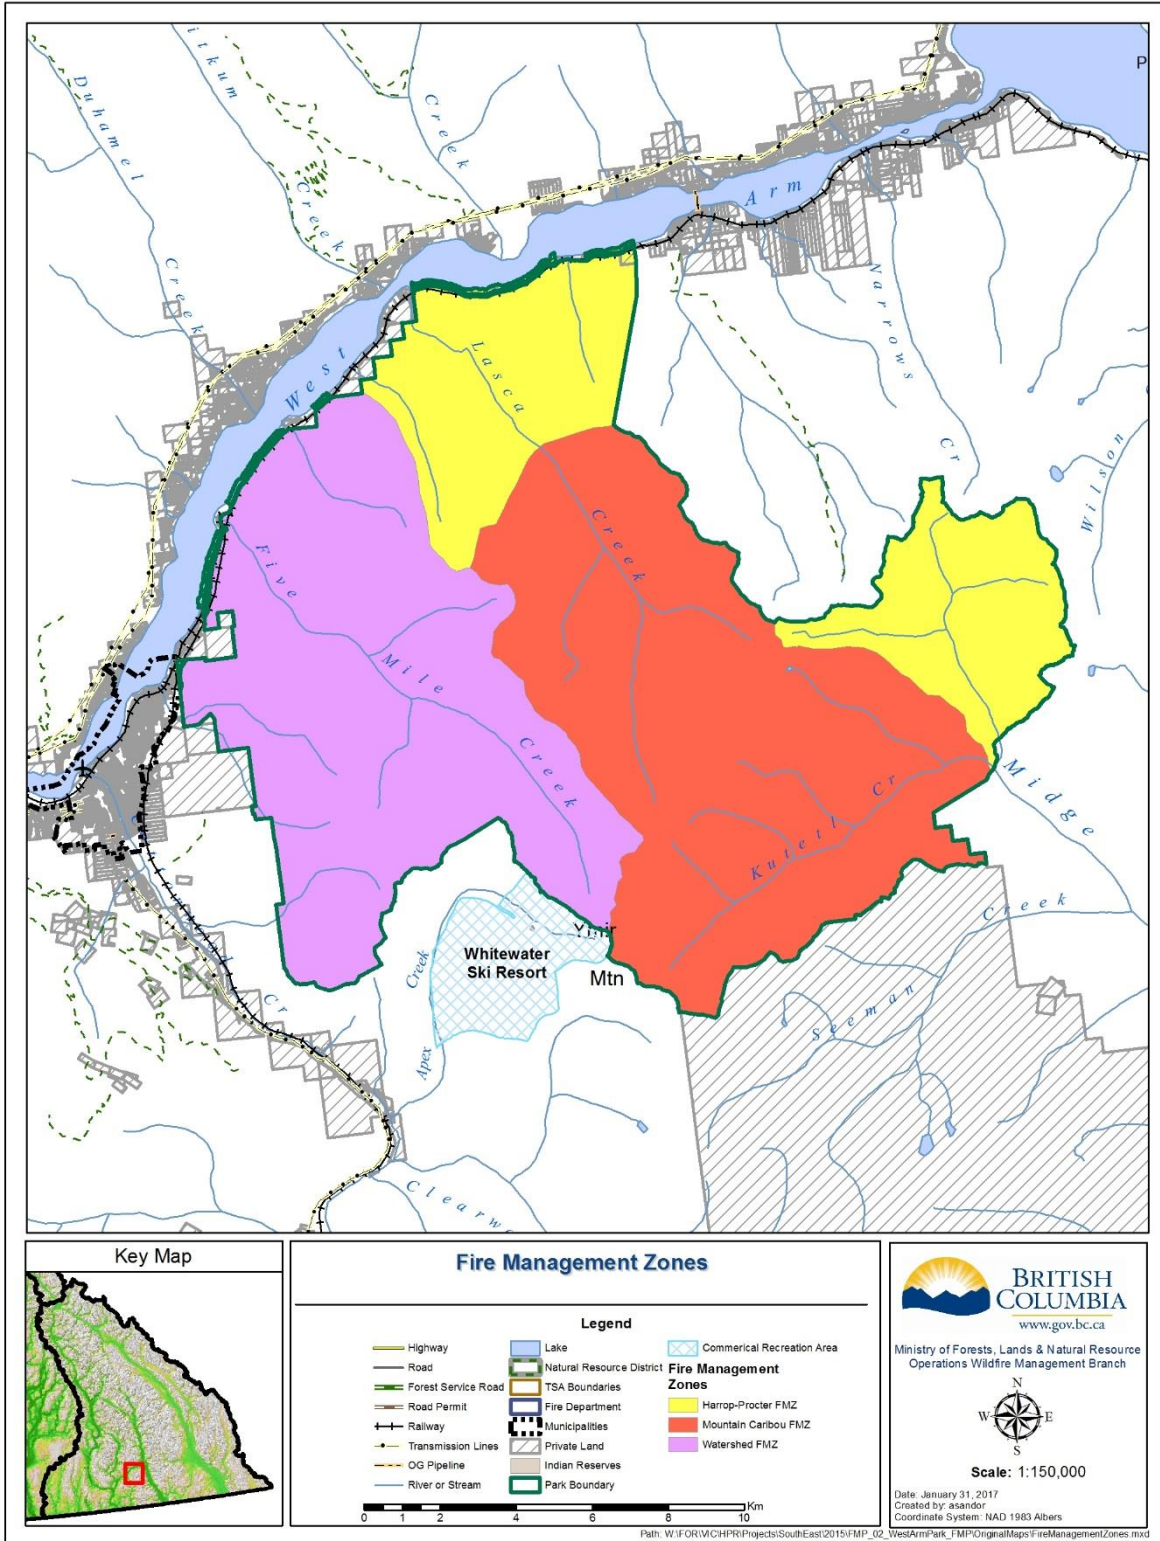 P
Duhamel
Creek
itkum
Creek
Creek
Arm
West
Narrows
Cr
Wilson
Lasca
Creek
Five
Mile
Creek
Kutetl Cr
Midge
Creek
Seeman
Whitewater
Ski Resort
Mtn
Creek
Apex
Cr
Clearw
Key Map
Fire Management Zones
Legend
Highway
Road
Forest Service Road
Road Permit
Railway
Transmission Lines
OG Pipeline
River or Stream
Lake
Natural Resource District
TSA Boundaries
Fire Department
Municipalities
Private Land
Indian Reserves
Park Boundary
Commerical Recreation Area
Fire Management
Zones
Harrop-Procter FMZ
Mountain Caribou FMZ
Watershed FMZ
Km
0 1 2 4 6 8 10
BRITISH
COLUMBIA
www.gov.bc.ca
Ministry of Forests, Lands & Natural Resource
Operations Wildfire Management Branch
N
W E
S
Scale: 1:150,000
Date: January 31, 2017
Created by: asandor
Coordinate System: NAD 1983 Albers
Path: W:\FOR\VIC\HPR\Projects\SouthEast\2015\FMP_02_WestArmPark_FMP\OriginalMaps\FireManagementZones.mxd